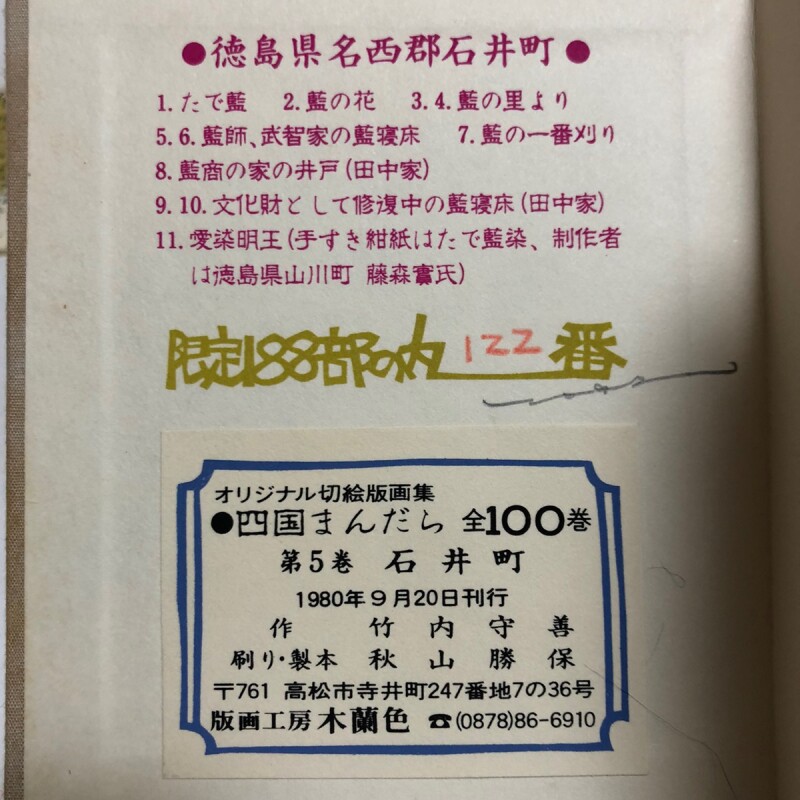 ●徳島県名西郡石井町●
1.たで藍 2.藍の花 3.4.藍の里より
5.6.藍師、武智家の藍寝床 7.藍の一番刈り
8.藍商の家の井戸(田中家)
9.10.文化財として修復中の藍寝床(田中家)
11.愛染明王(手すき紺紙はたで藍染、制作者
は徳島県山川町 藤森實氏)
限定188部の内122番
オリジナル切絵版画集
●四国まんだら 全100巻
第5巻 石井町
1980年9月20日刊行
作 竹内守善
刷り・製本 秋山勝保
〒761 高松市寺井町247番地7の36号
版画工房 木蘭色 ☎(0878)86-6910